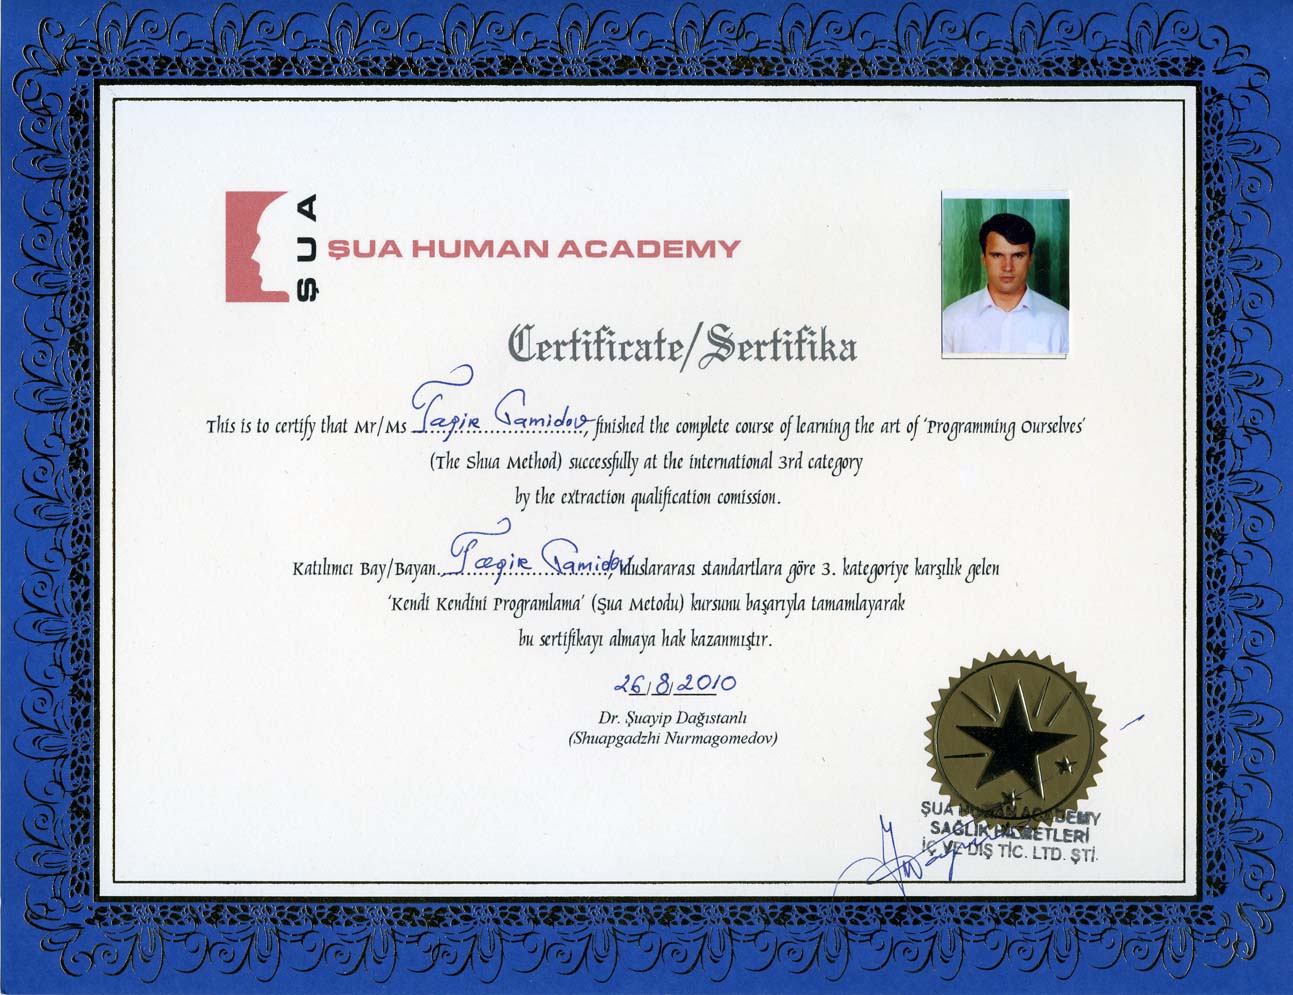 ŞUA
ŞUA HUMAN ACADEMY
Certificate/Sertifika
This is to certify that Mr/Ms Tagir Gamidov, finished the complete course of learning the art of 'Programming Ourselves'
(The Shua Method) successfully at the international 3rd category
by the extraction qualification comission.
Katılımcı Bay/Bayan Tagir Gamidov, uluslararası standartlara göre 3. kategoriye karşılık gelen
'Kendi Kendini Programlama' (Şua Metodu) kursunu başarıyla tamamlayarak
bu sertifikayı almaya hak kazanmıştır.
26/8/2010
Dr. Şuayip Dağıstanlı
(Shuapgadzhi Nurmagomedov)
ŞUA HUMAN ACADEMY
SAĞLIK HİZMETLERİ
İÇ VE DIŞ TİC. LTD. ŞTİ.